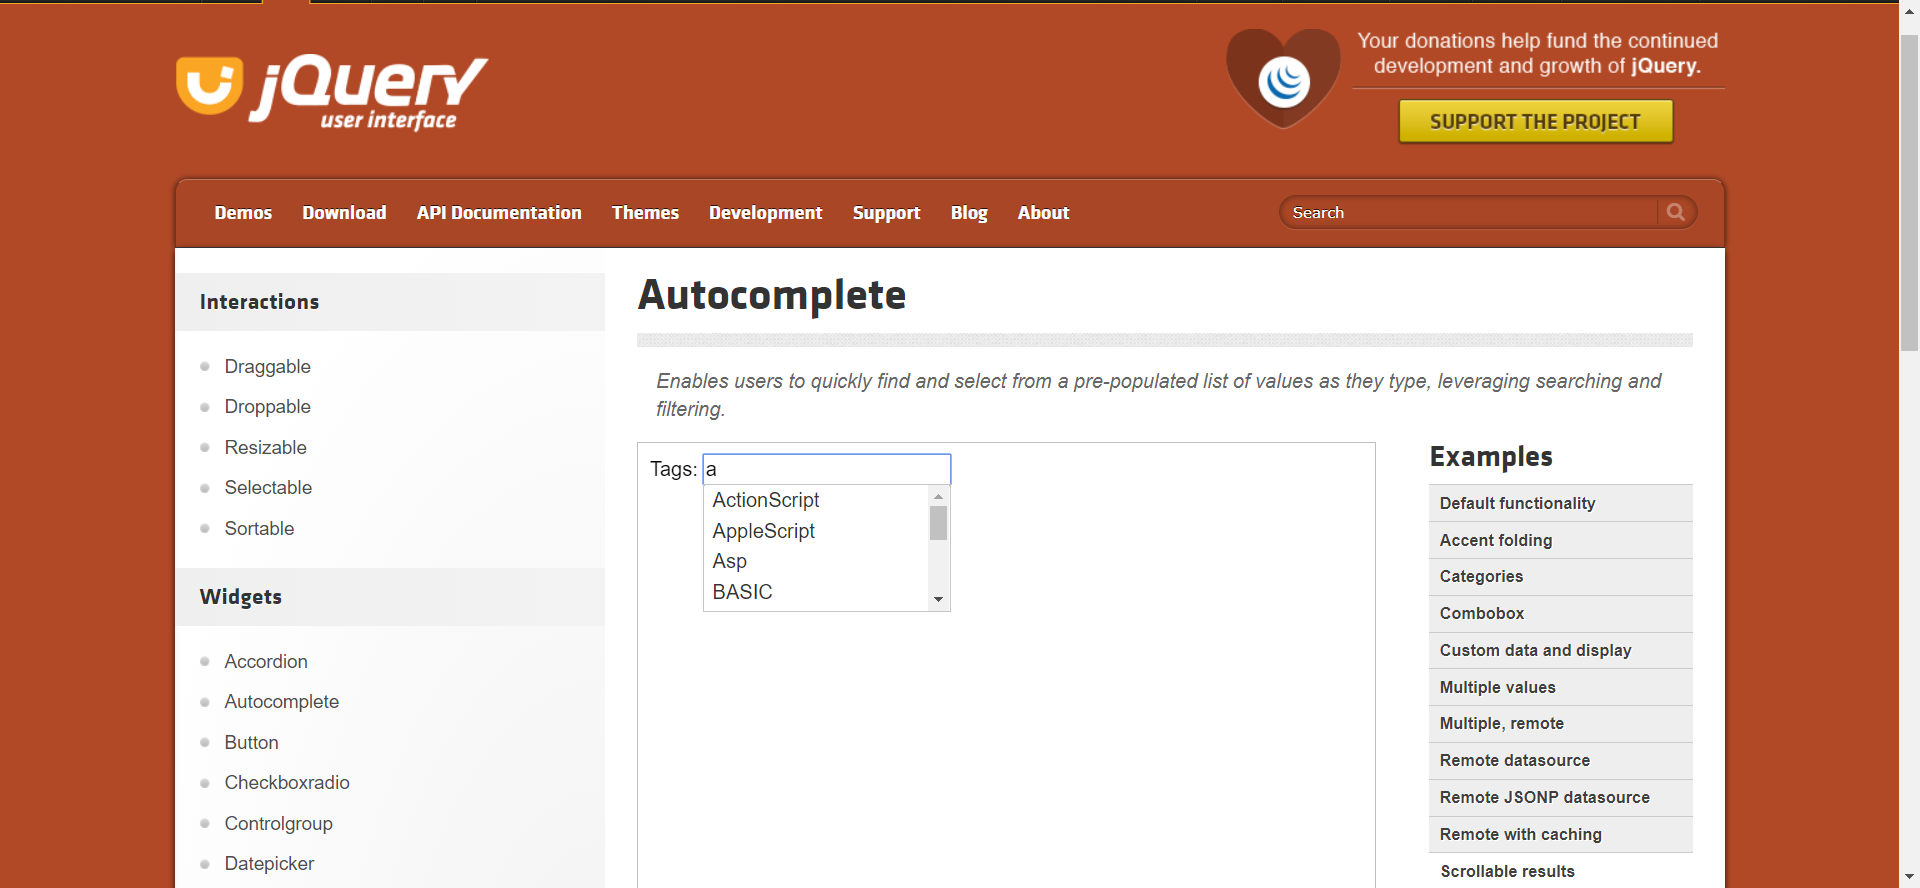 jQuery
user interface
Your donations help fund the continued
development and growth of jQuery.
SUPPORT THE PROJECT
Demos Download API Documentation Themes Development Support Blog About
Search
Interactions
Draggable
Droppable
Resizable
Selectable
Sortable
Widgets
Accordion
Autocomplete
Button
Checkboxradio
Controlgroup
Datepicker
Autocomplete
Enables users to quickly find and select from a pre-populated list of values as they type, leveraging searching and
filtering.
Tags: a
ActionScript
AppleScript
Asp
BASIC
Examples
Default functionality
Accent folding
Categories
Combobox
Custom data and display
Multiple values
Multiple, remote
Remote datasource
Remote JSONP datasource
Remote with caching
Scrollable results